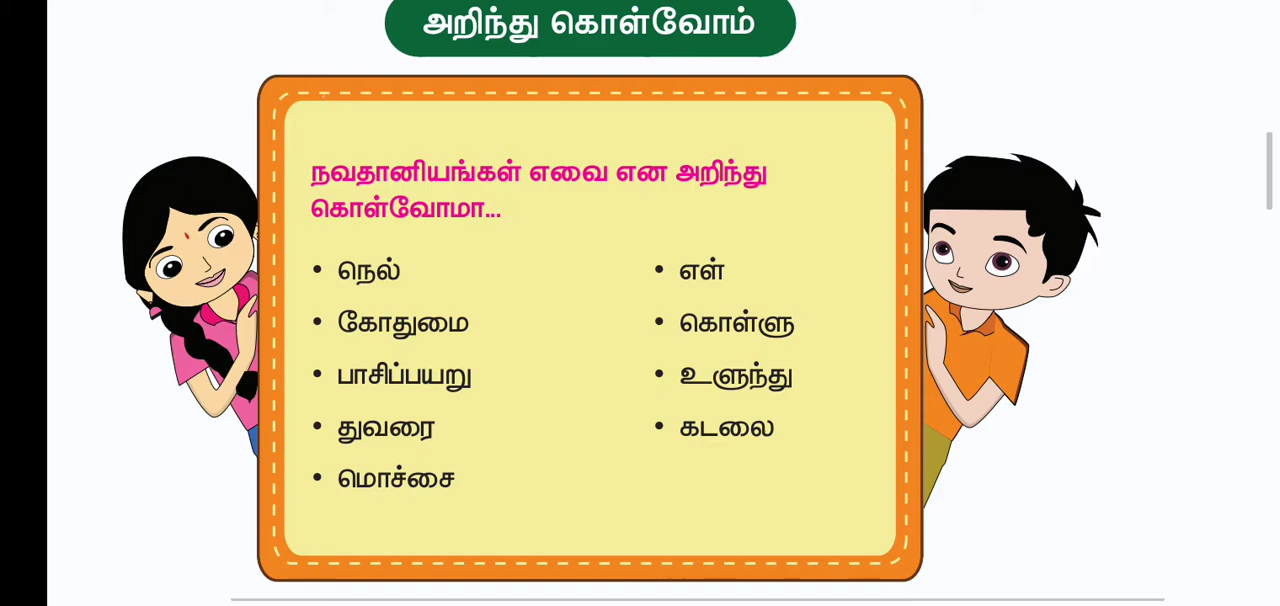 அறிந்து கொள்வோம்
நவதானியங்கள் எவை என அறிந்து
கொள்வோமா...
• நெல்
• கோதுமை
• பாசிப்பயறு
• துவரை
• மொச்சை
• எள்
• கொள்ளு
• உளுந்து
• கடலை